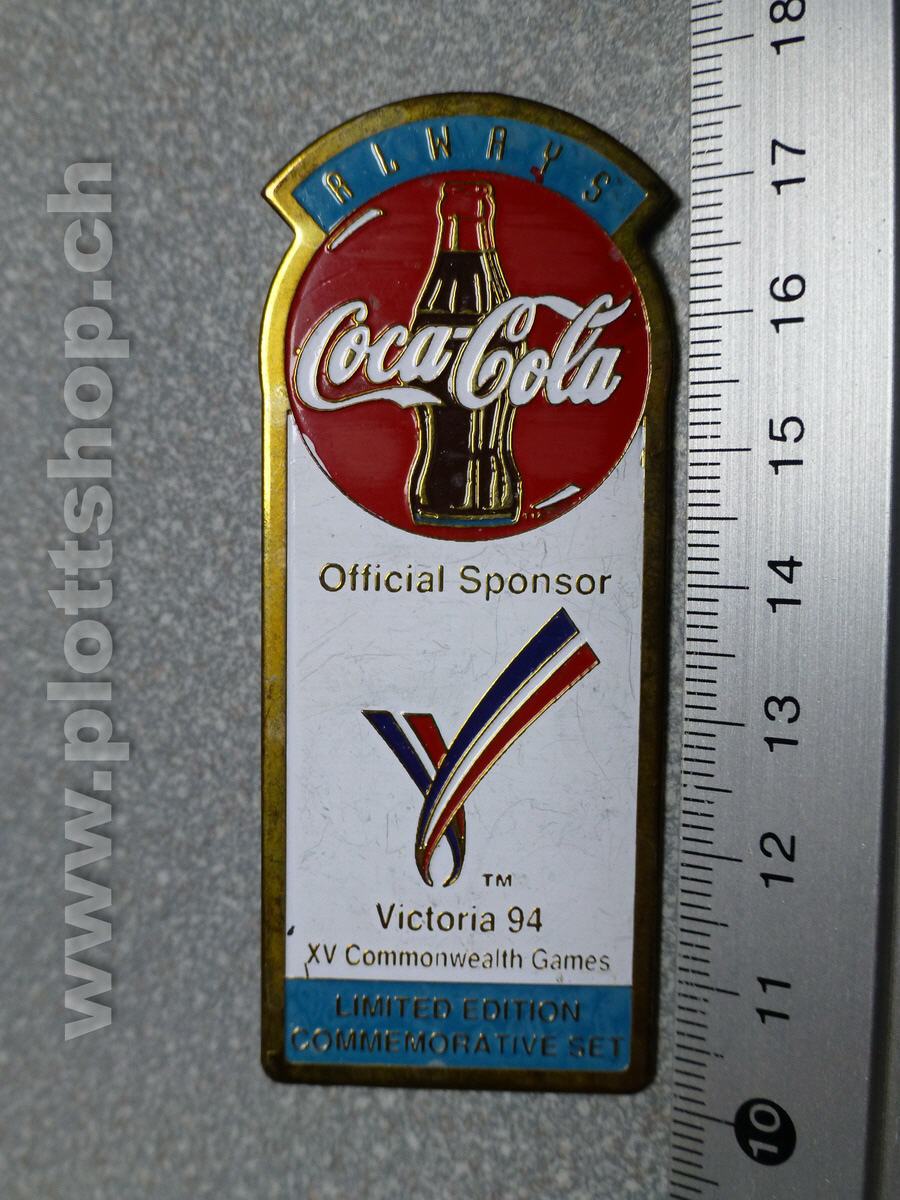 ALWAYS
Coca-Cola
Official Sponsor
TM
Victoria 94
XV Commonwealth Games
LIMITED EDITION
COMMEMORATIVE SET
www.plottshop.ch
18
17
16
15
14
13
12
11
10